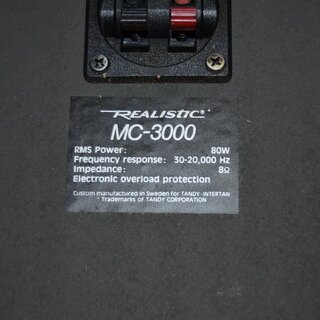 REALISTIC®
MC-3000
RMS Power: 80W
Frequency response: 30-20,000 Hz
Impedance: 8Ω
Electronic overload protection
Custom manufactured in Sweden for TANDY-INTERTAN
* Trademarks of TANDY CORPORATION